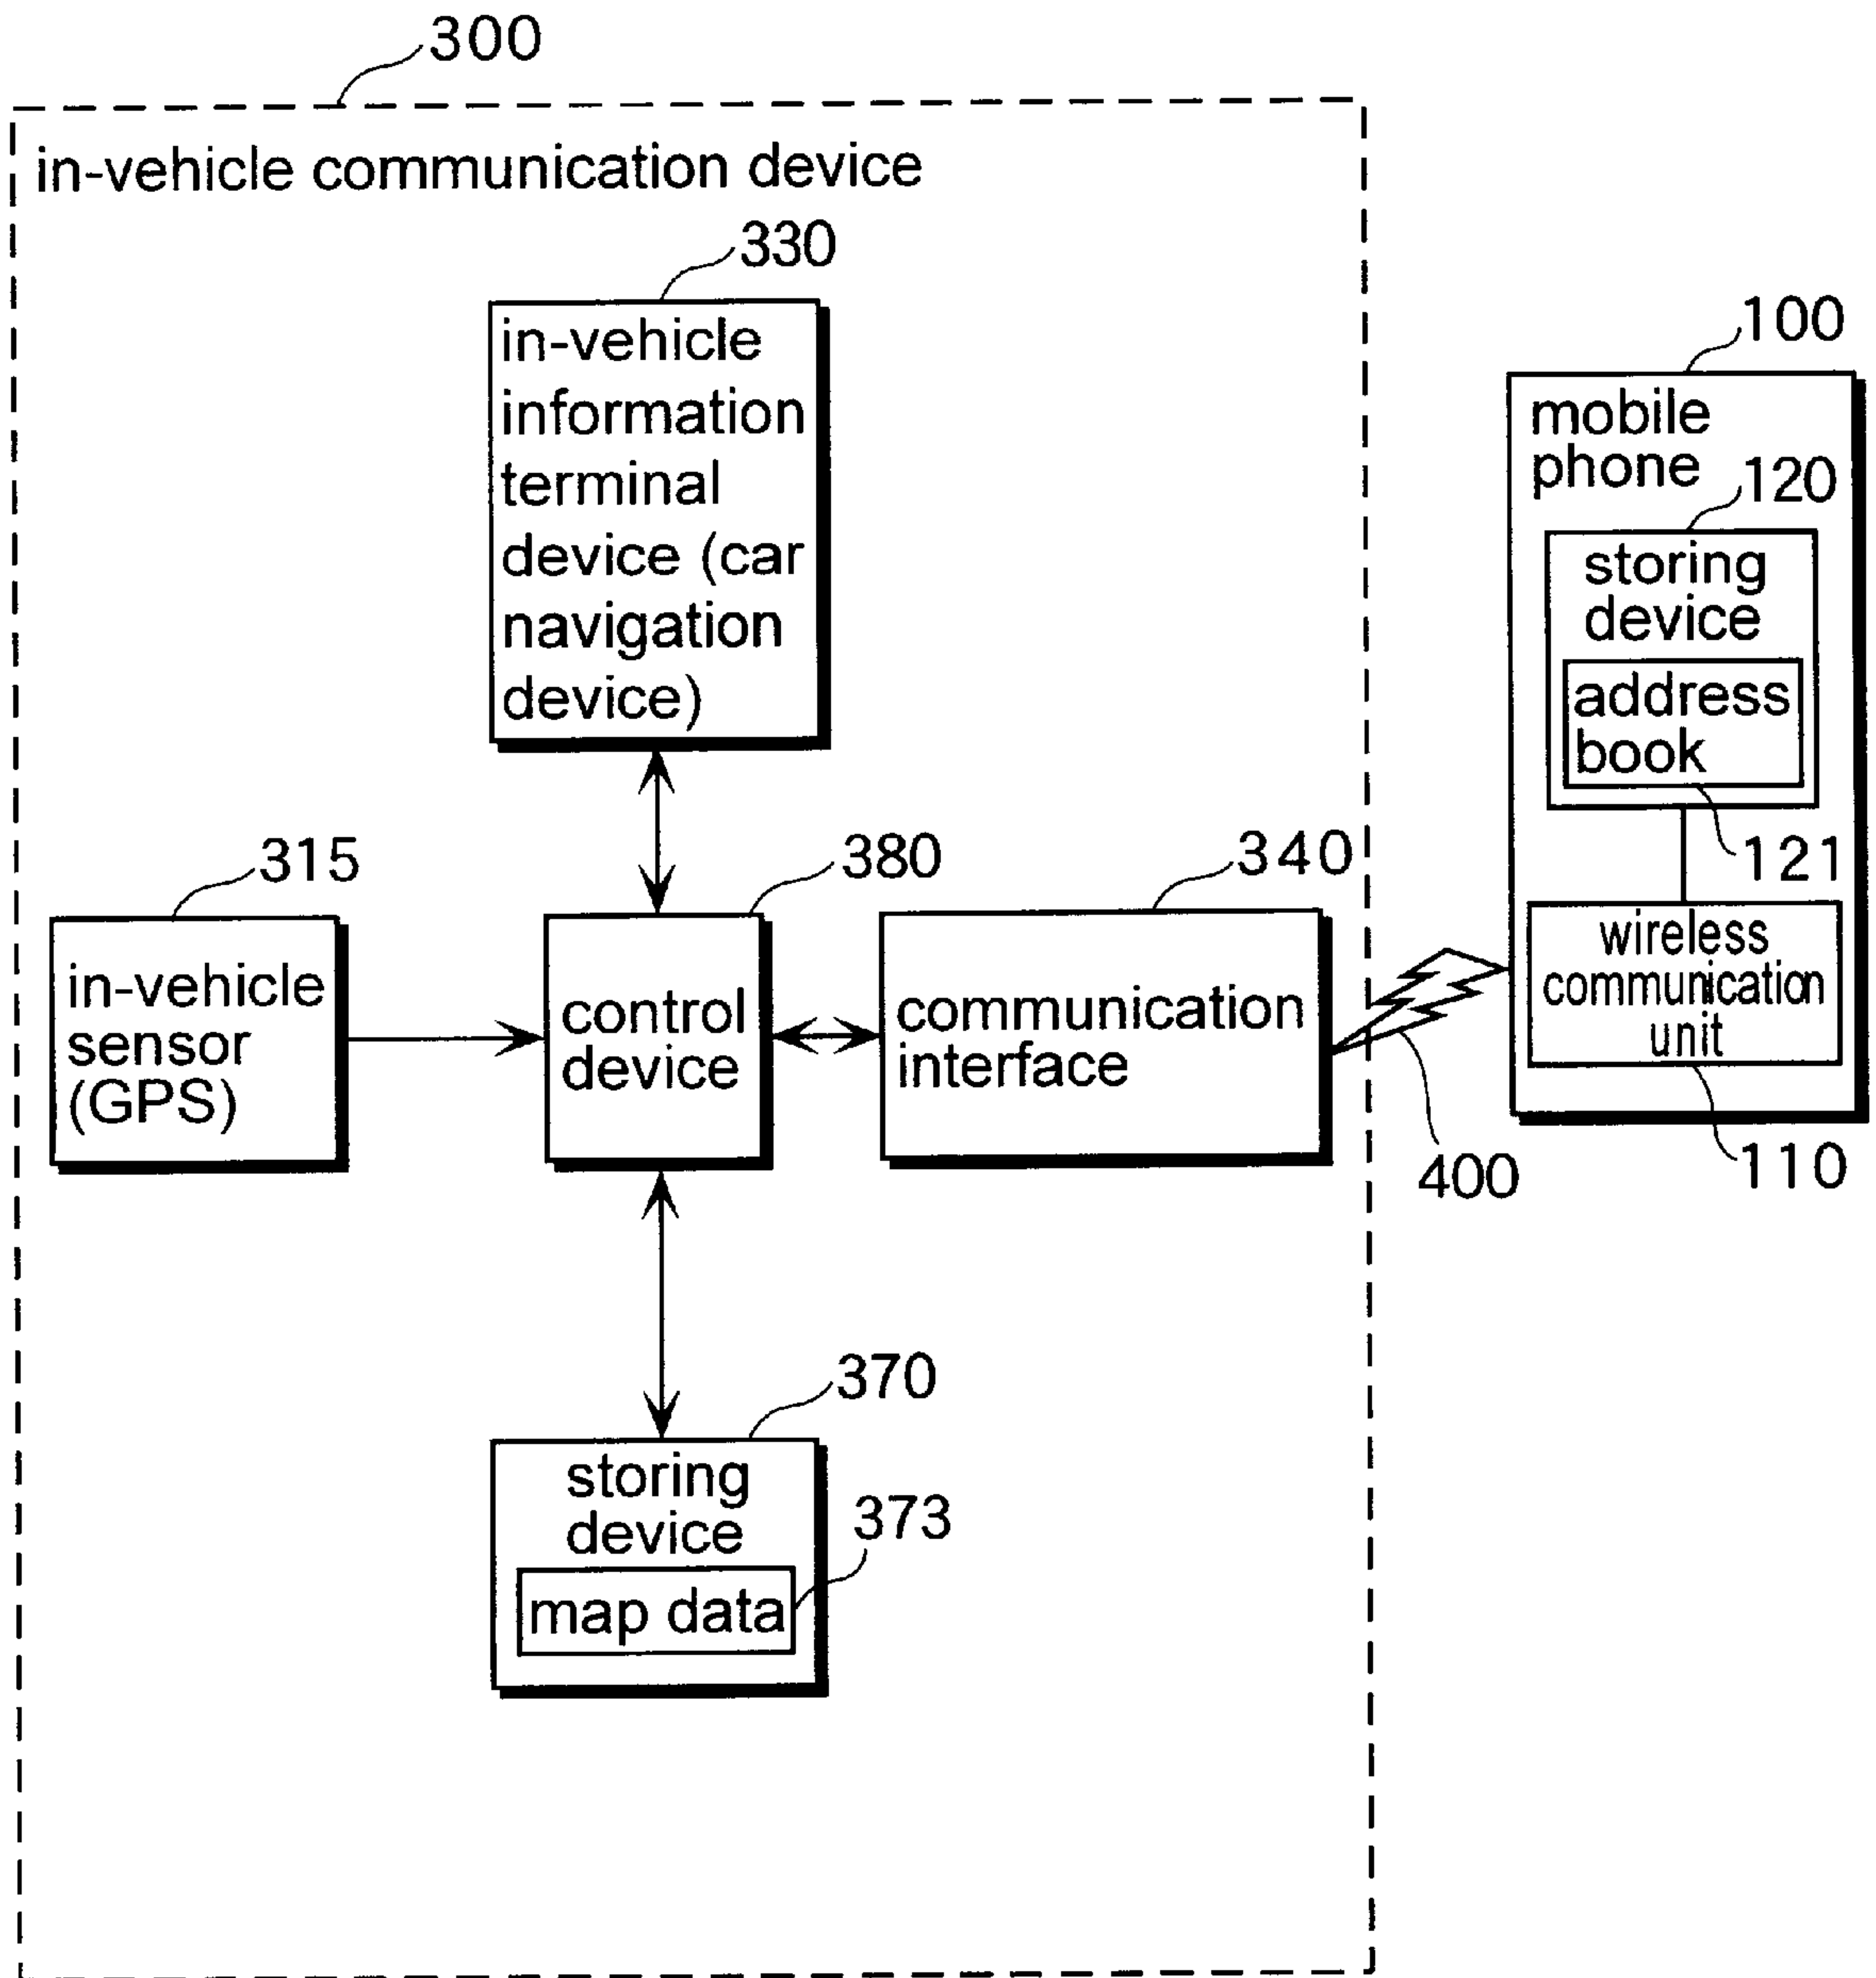 300
in-vehicle communication device
330
in-vehicle
information
terminal
device (car
navigation
device)
100
mobile
phone
120
storing
device
address
book
121
315
380
340
in-vehicle
sensor
(GPS)
control
device
communication
interface
wireless
communication
unit
400
110
370
storing
device
373
map data